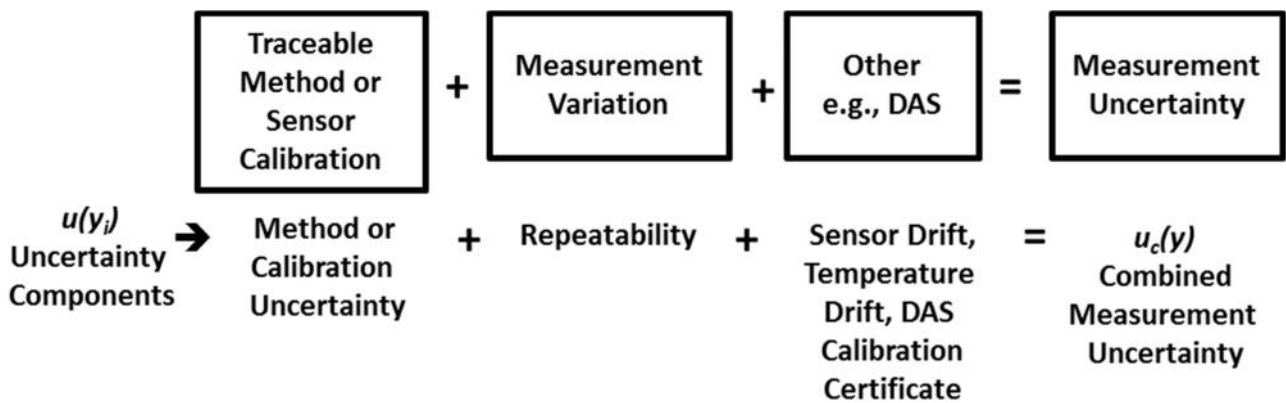 Traceable
Method or
Sensor
Calibration
+
Measurement
Variation
+
Other
e.g., DAS
=
Measurement
Uncertainty
u(yᵢ)
Uncertainty
Components
➔
Method or
Calibration
Uncertainty
+
Repeatability
+
Sensor Drift,
Temperature
Drift, DAS
Calibration
Certificate
=
u_c(y)
Combined
Measurement
Uncertainty